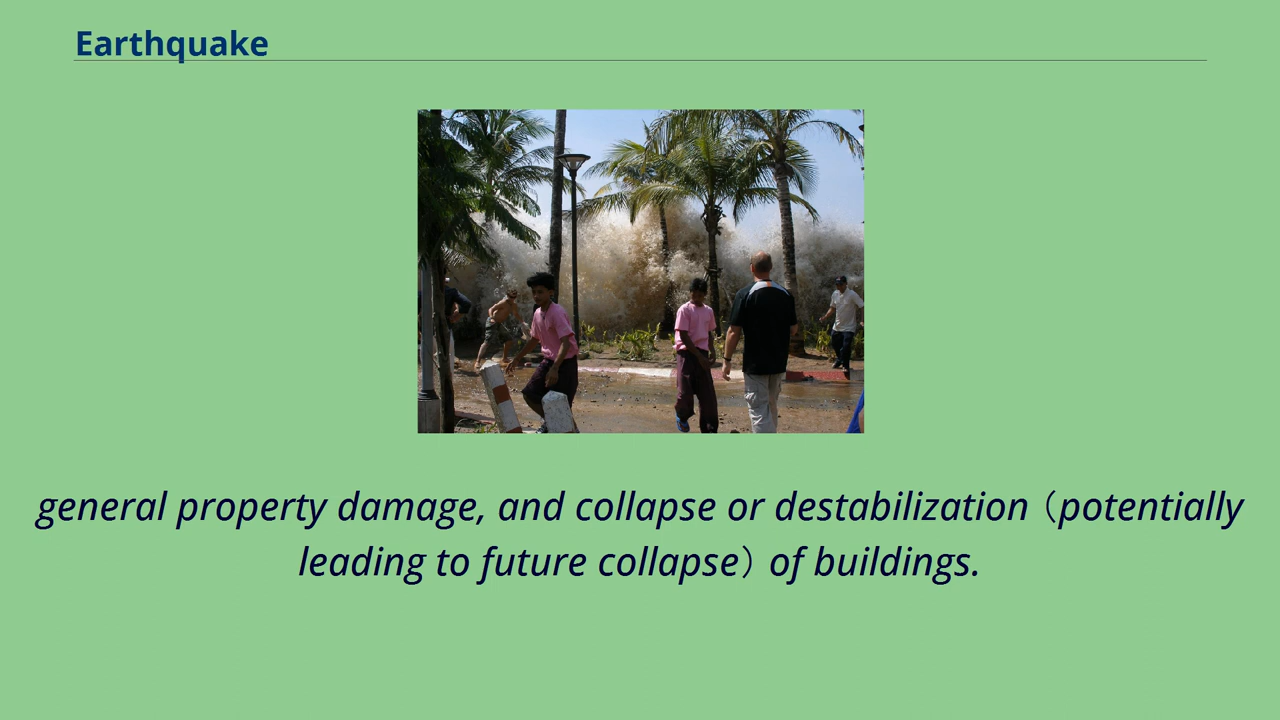 Earthquake
general property damage, and collapse or destabilization（potentially
leading to future collapse）of buildings.